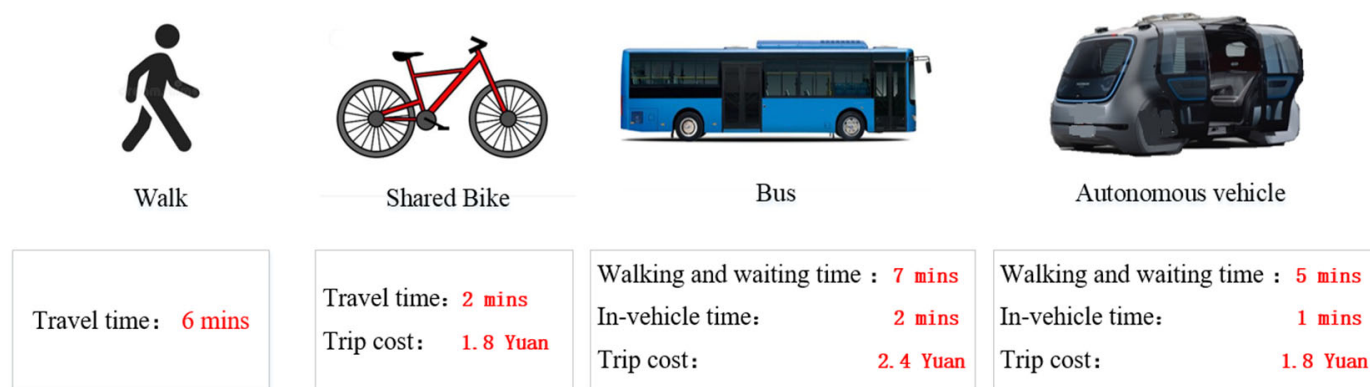 Walk
Shared Bike
Bus
Autonomous vehicle
Travel time： 6 mins
Travel time：2 mins
Trip cost： 1.8 Yuan
Walking and waiting time ：7 mins
In-vehicle time： 2 mins
Trip cost： 2.4 Yuan
Walking and waiting time ：5 mins
In-vehicle time： 1 mins
Trip cost： 1.8 Yuan